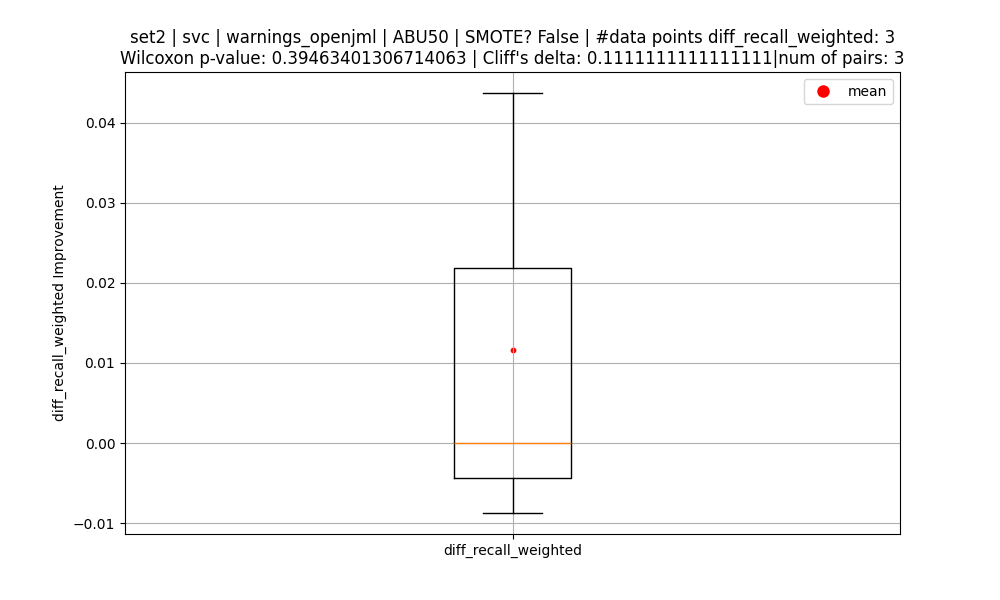 set2 | svc | warnings_openjml | ABU50 | SMOTE? False | #data points diff_recall_weighted: 3
Wilcoxon p-value: 0.39463401306714063 | Cliff's delta: 0.1111111111111111|num of pairs: 3
mean
0.04
0.03
0.02
0.01
0.00
−0.01
diff_recall_weighted Improvement
diff_recall_weighted